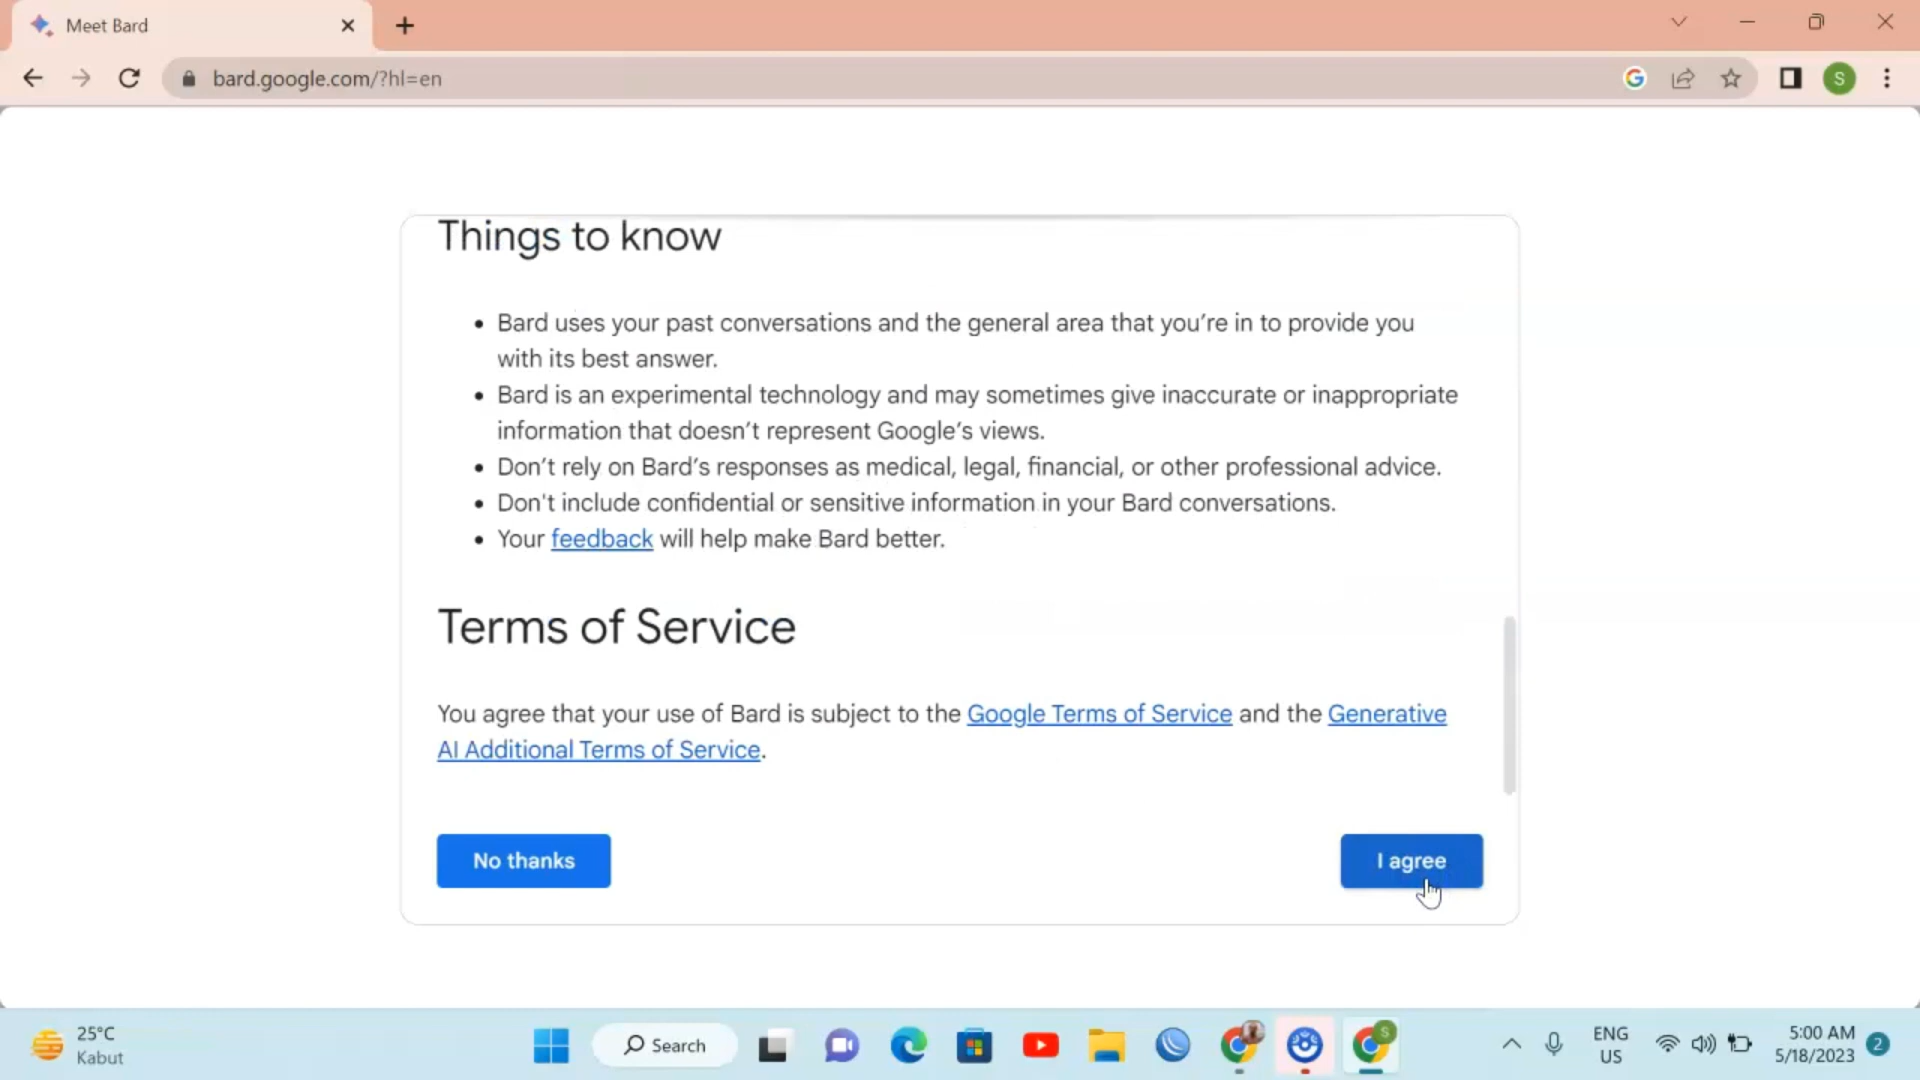 Meet Bard
bard.google.com/?hl=en
S
Things to know
• Bard uses your past conversations and the general area that you’re in to provide you
with its best answer.
• Bard is an experimental technology and may sometimes give inaccurate or inappropriate
information that doesn’t represent Google’s views.
• Don’t rely on Bard’s responses as medical, legal, financial, or other professional advice.
• Don't include confidential or sensitive information in your Bard conversations.
• Your feedback will help make Bard better.
Terms of Service
You agree that your use of Bard is subject to the Google Terms of Service and the Generative
AI Additional Terms of Service.
No thanks
I agree
25°C
Kabut
Search
S
ENG
US
5:00 AM
5/18/2023
2